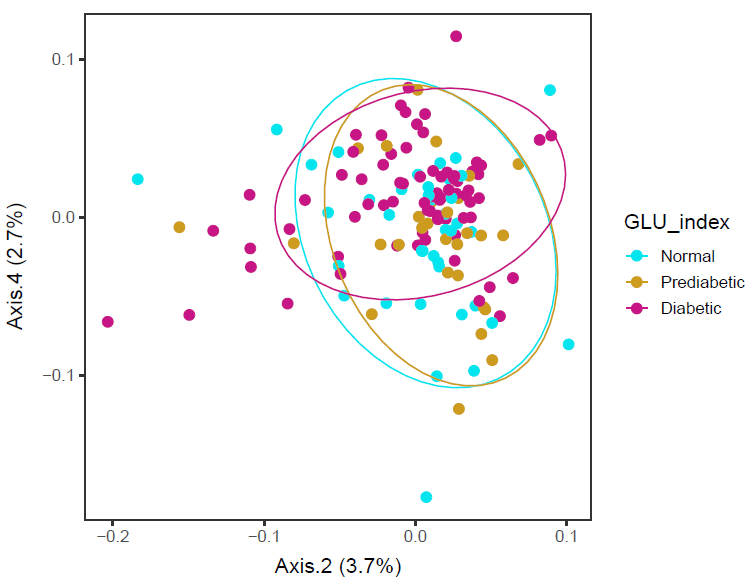 0.1
0.0
−0.1
−0.2
−0.1
0.0
0.1
Axis.2 (3.7%)
Axis.4 (2.7%)
GLU_index
Normal
Prediabetic
Diabetic